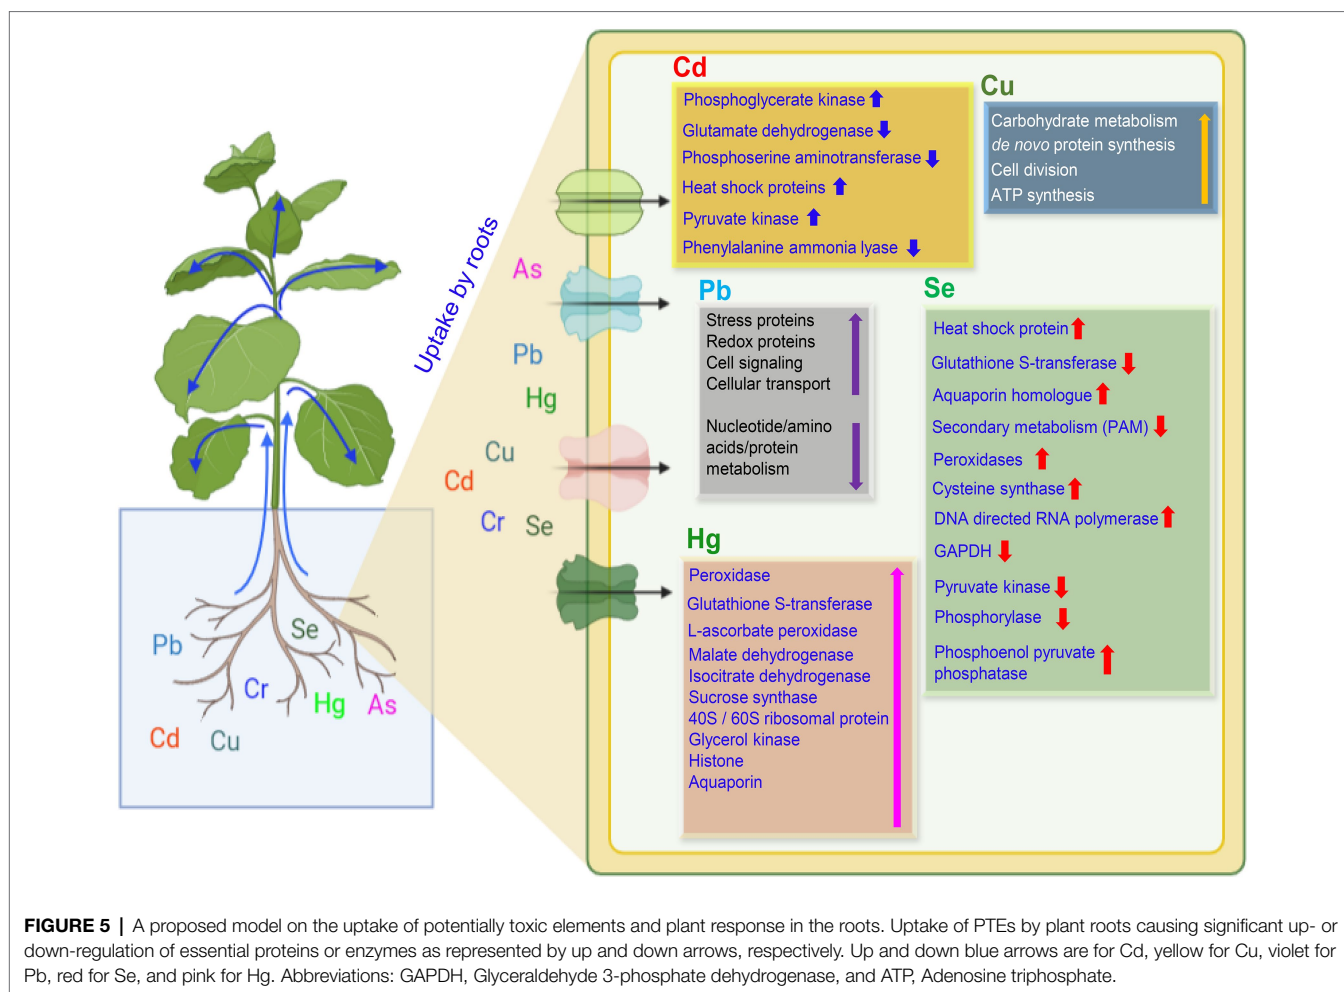 Uptake by roots
As
Pb
Hg
Cu
Cd
Cr
Se
Pb
Se
Cr
Hg
As
Cd
Cu
Cd
Phosphoglycerate kinase
Glutamate dehydrogenase
Phosphoserine aminotransferase
Heat shock proteins
Pyruvate kinase
Phenylalanine ammonia lyase
Cu
Carbohydrate metabolism
de novo protein synthesis
Cell division
ATP synthesis
Pb
Stress proteins
Redox proteins
Cell signaling
Cellular transport
Nucleotide/amino
acids/protein
metabolism
Se
Heat shock protein
Glutathione S-transferase
Aquaporin homologue
Secondary metabolism (PAM)
Peroxidases
Cysteine synthase
DNA directed RNA polymerase
GAPDH
Pyruvate kinase
Phosphorylase
Phosphoenol pyruvate
phosphatase
Hg
Peroxidase
Glutathione S-transferase
L-ascorbate peroxidase
Malate dehydrogenase
Isocitrate dehydrogenase
Sucrose synthase
40S / 60S ribosomal protein
Glycerol kinase
Histone
Aquaporin
FIGURE 5 | A proposed model on the uptake of potentially toxic elements and plant response in the roots. Uptake of PTEs by plant roots causing significant up- or
down-regulation of essential proteins or enzymes as represented by up and down arrows, respectively. Up and down blue arrows are for Cd, yellow for Cu, violet for
Pb, red for Se, and pink for Hg. Abbreviations: GAPDH, Glyceraldehyde 3-phosphate dehydrogenase, and ATP, Adenosine triphosphate.